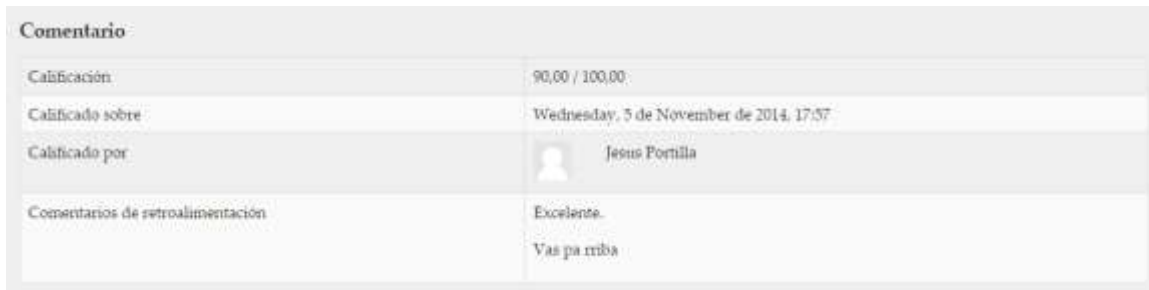 Comentario
Calificación 90,00 / 100,00
Calificado sobre Wednesday, 5 de November de 2014, 17:57
Calificado por Jesus Portilla
Comentarios de retroalimentación Excelente.
Vas pa rriba